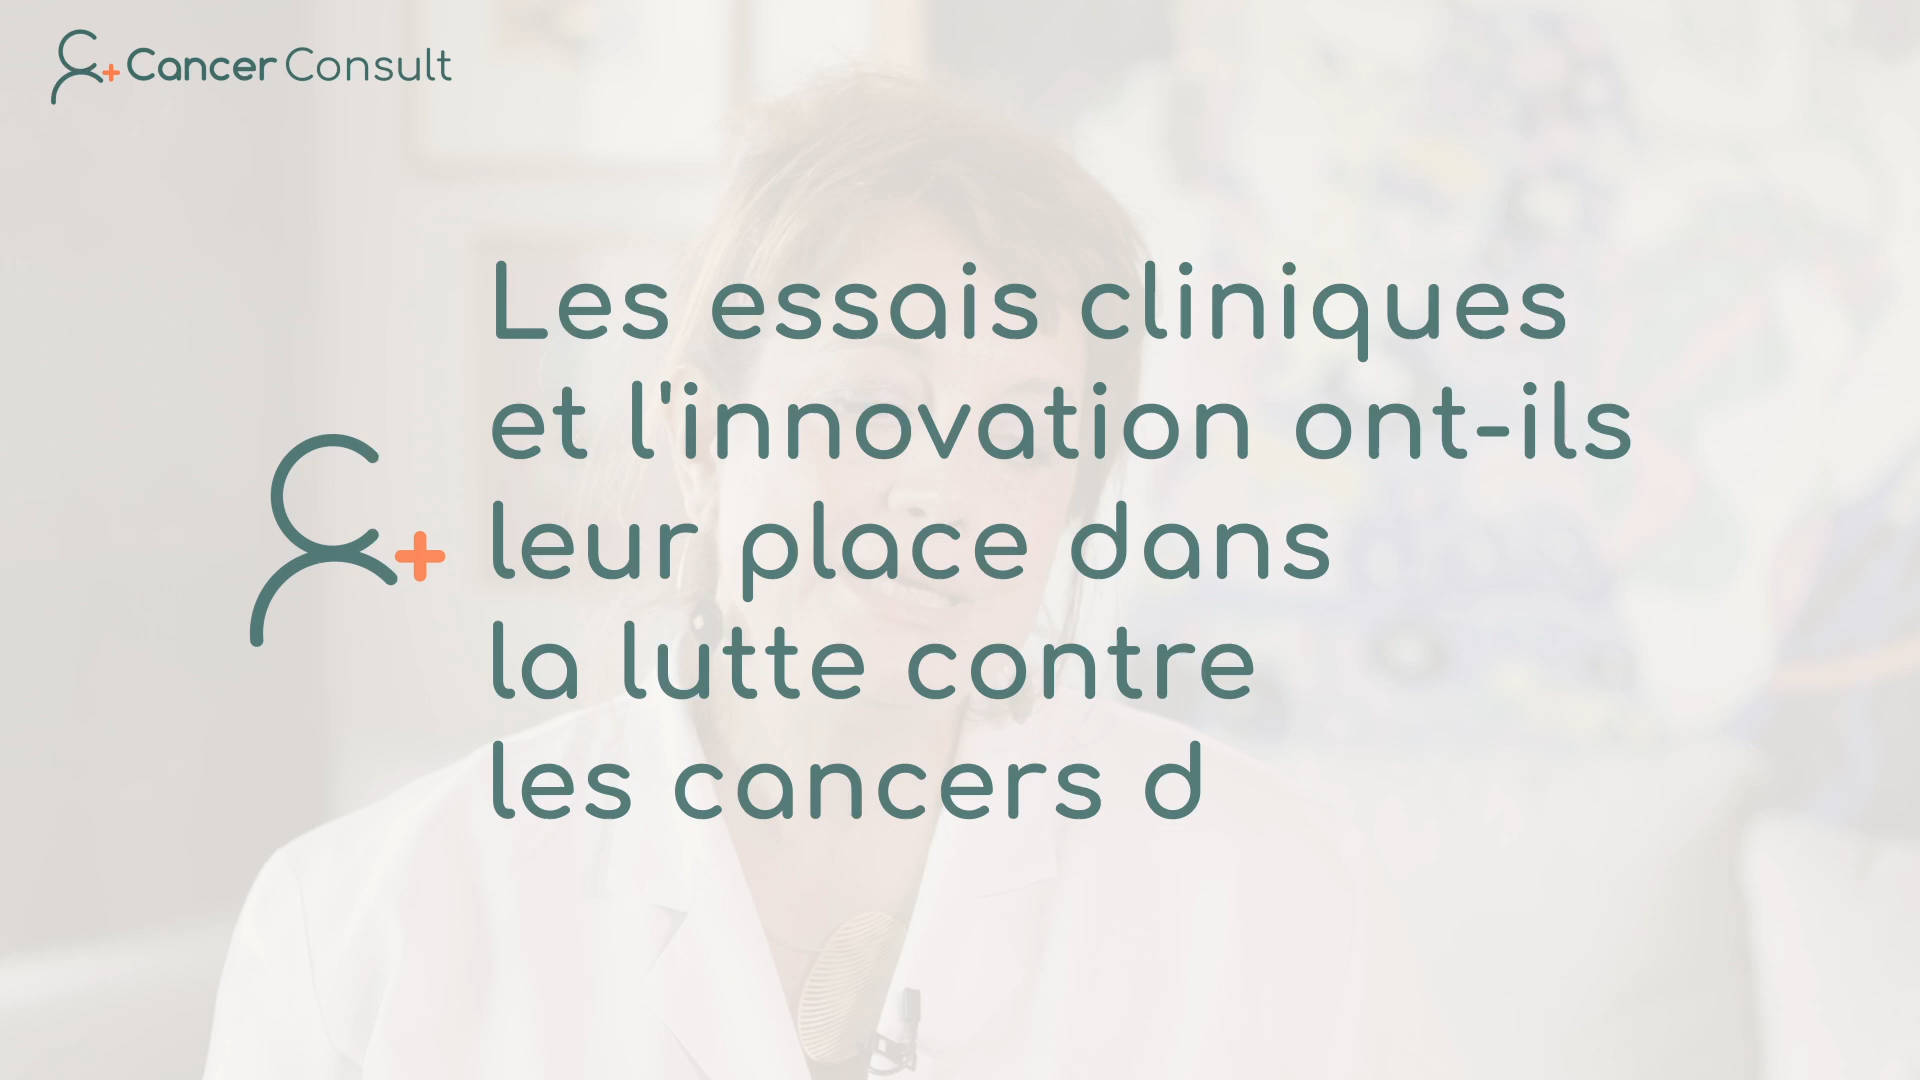 Cancer Consult
Les essais cliniques
et l'innovation ont-ils
leur place dans
la lutte contre
les cancers d